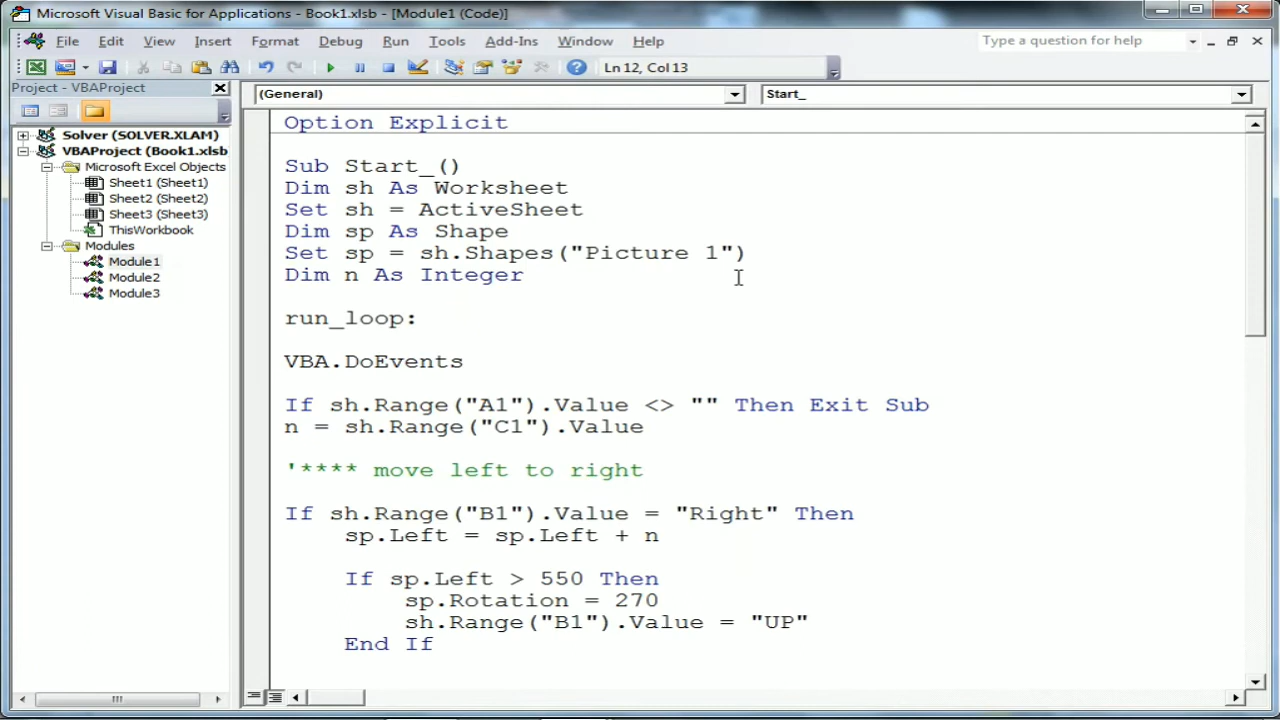 Microsoft Visual Basic for Applications - Book1.xlsb - [Module1 (Code)]
File Edit View Insert Format Debug Run Tools Add-Ins Window Help
Type a question for help
Ln 12, Col 13
Project - VBAProject
(General)
Start_
Solver (SOLVER.XLAM)
VBAProject (Book1.xlsb
Microsoft Excel Objects
Sheet1 (Sheet1)
Sheet2 (Sheet2)
Sheet3 (Sheet3)
ThisWorkbook
Modules
Module1
Module2
Module3
Option Explicit
Sub Start_()
Dim sh As Worksheet
Set sh = ActiveSheet
Dim sp As Shape
Set sp = sh.Shapes("Picture 1")
Dim n As Integer
run_loop:
VBA.DoEvents
If sh.Range("A1").Value <> "" Then Exit Sub
n = sh.Range("C1").Value
'**** move left to right
If sh.Range("B1").Value = "Right" Then
sp.Left = sp.Left + n
If sp.Left > 550 Then
sp.Rotation = 270
sh.Range("B1").Value = "UP"
End If